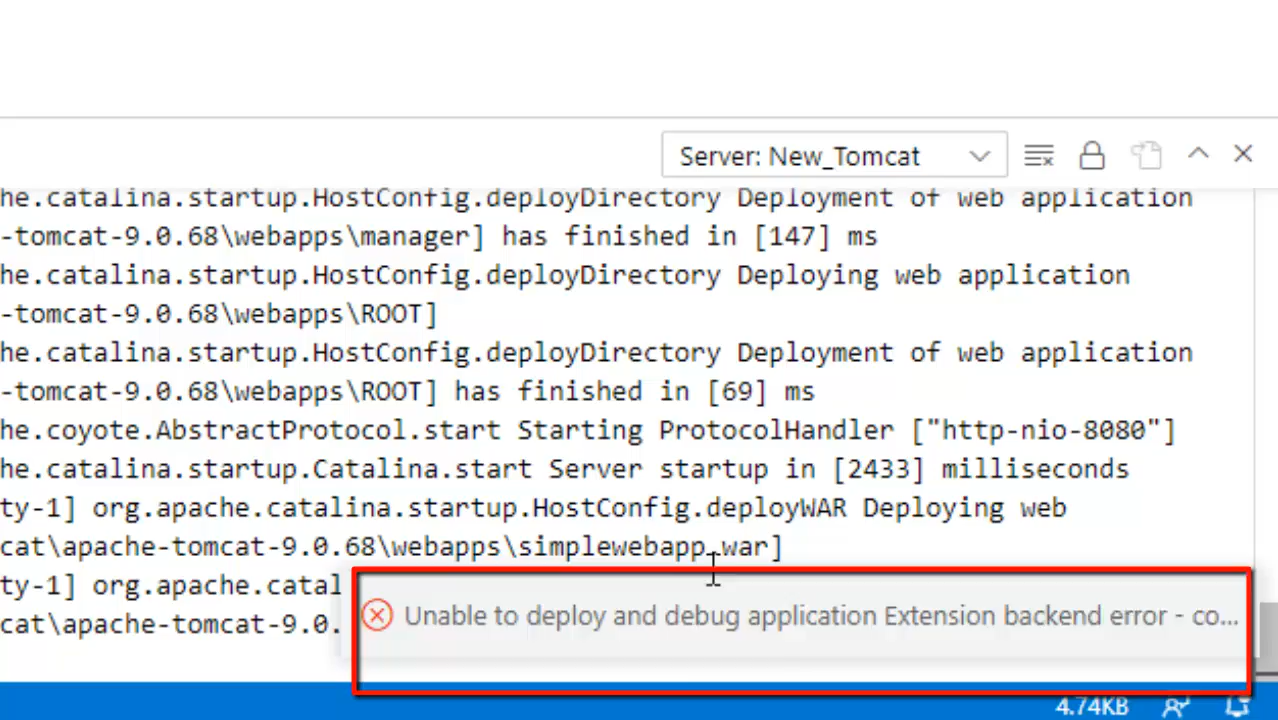 Server: New_Tomcat
he.catalina.startup.HostConfig.deployDirectory Deployment of web application
-tomcat-9.0.68\webapps\manager] has finished in [147] ms
he.catalina.startup.HostConfig.deployDirectory Deploying web application
-tomcat-9.0.68\webapps\ROOT]
he.catalina.startup.HostConfig.deployDirectory Deployment of web application
-tomcat-9.0.68\webapps\ROOT] has finished in [69] ms
he.coyote.AbstractProtocol.start Starting ProtocolHandler ["http-nio-8080"]
he.catalina.startup.Catalina.start Server startup in [2433] milliseconds
ty-1] org.apache.catalina.startup.HostConfig.deployWAR Deploying web
cat\apache-tomcat-9.0.68\webapps\simplewebapp.war]
ty-1] org.apache.catal
cat\apache-tomcat-9.0.
Unable to deploy and debug application Extension backend error - co...
4.74KB